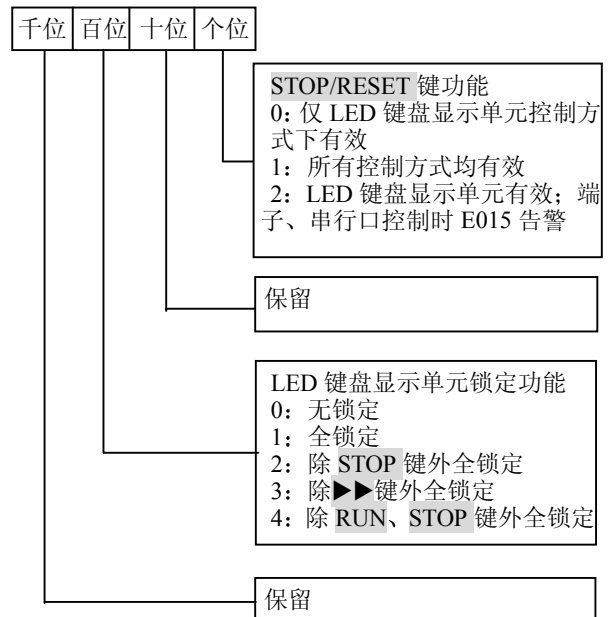 千位 百位 十位 个位
STOP/RESET 键功能
0: 仅 LED 键盘显示单元控制方
式下有效
1：所有控制方式均有效
2：LED 键盘显示单元有效；端
子、串行口控制时 E015 告警
保留
LED 键盘显示单元锁定功能
0：无锁定
1：全锁定
2：除 STOP 键外全锁定
3：除▶▶键外全锁定
4：除 RUN、STOP 键外全锁定
保留